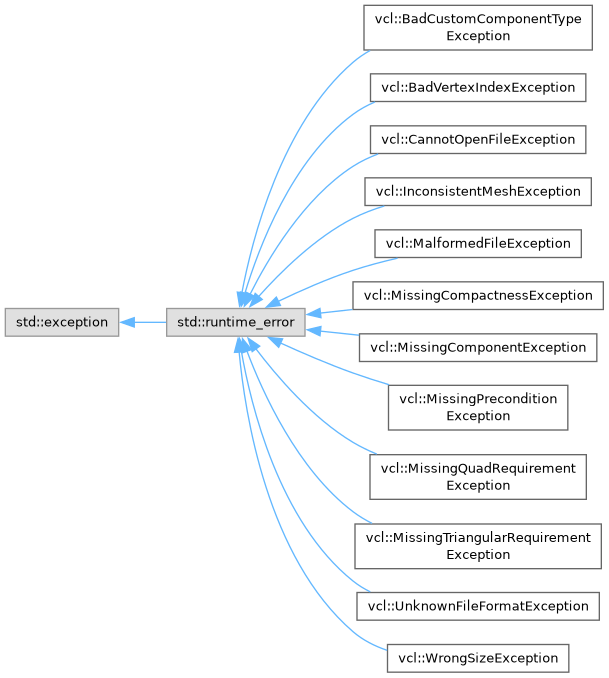 vcl::BadCustomComponentType
Exception
vcl::BadVertexIndexException
vcl::CannotOpenFileException
vcl::InconsistentMeshException
vcl::MalformedFileException
vcl::MissingCompactnessException
std::exception
std::runtime_error
vcl::MissingComponentException
vcl::MissingPrecondition
Exception
vcl::MissingQuadRequirement
Exception
vcl::MissingTriangularRequirement
Exception
vcl::UnknownFileFormatException
vcl::WrongSizeException